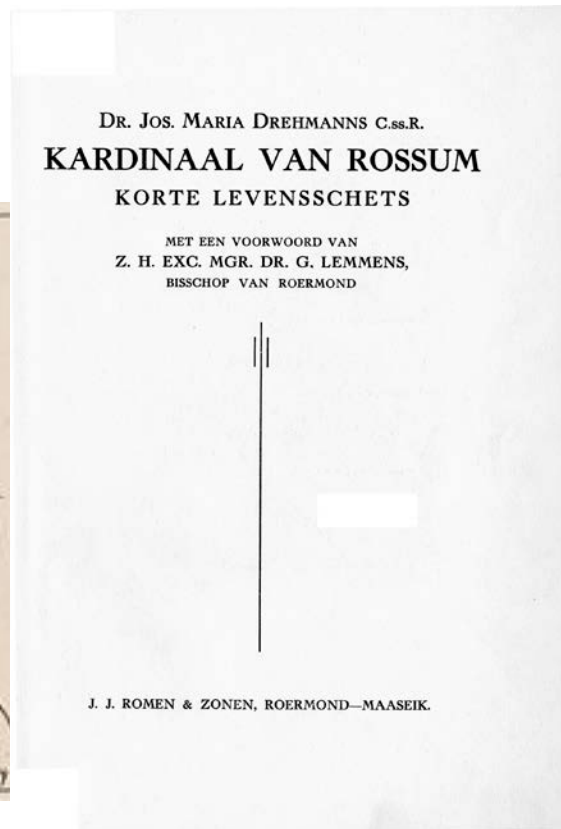 Dr. Jos. Maria Drehmanns C.ss.R.
KARDINAAL VAN ROSSUM
KORTE LEVENSSCHETS
MET EEN VOORWOORD VAN
Z. H. EXC. MGR. DR. G. LEMMENS,
BISSCHOP VAN ROERMOND
J. J. ROMEN & ZONEN, ROERMOND—MAASEIK.